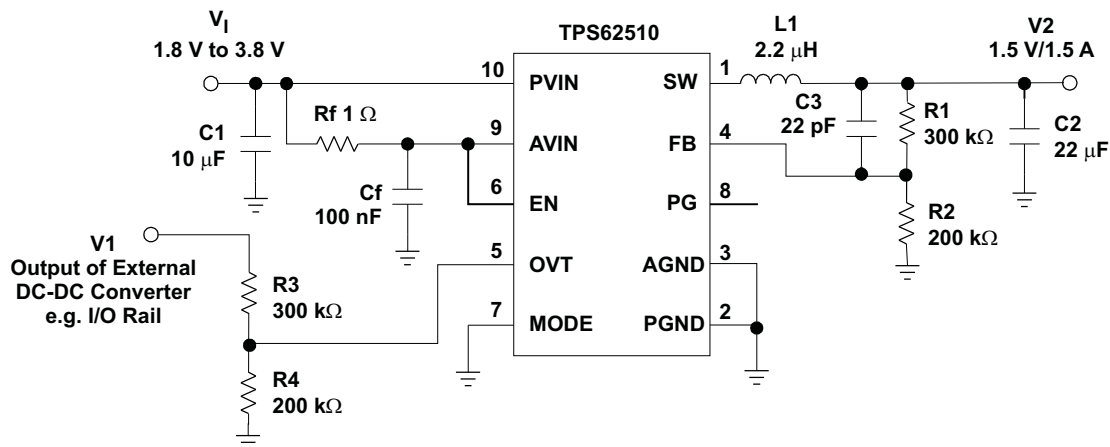 TPS62510
V_I
1.8 V to 3.8 V
L1
2.2 μH
V2
1.5 V/1.5 A
10
PVIN
SW
1
C1
10 μF
Rf 1 Ω
9
AVIN
FB
4
C3
22 pF
R1
300 kΩ
C2
22 μF
Cf
100 nF
6
EN
PG
8
R2
200 kΩ
V1
Output of External
DC-DC Converter
e.g. I/O Rail
5
OVT
AGND
3
R3
300 kΩ
7
MODE
PGND
2
R4
200 kΩ